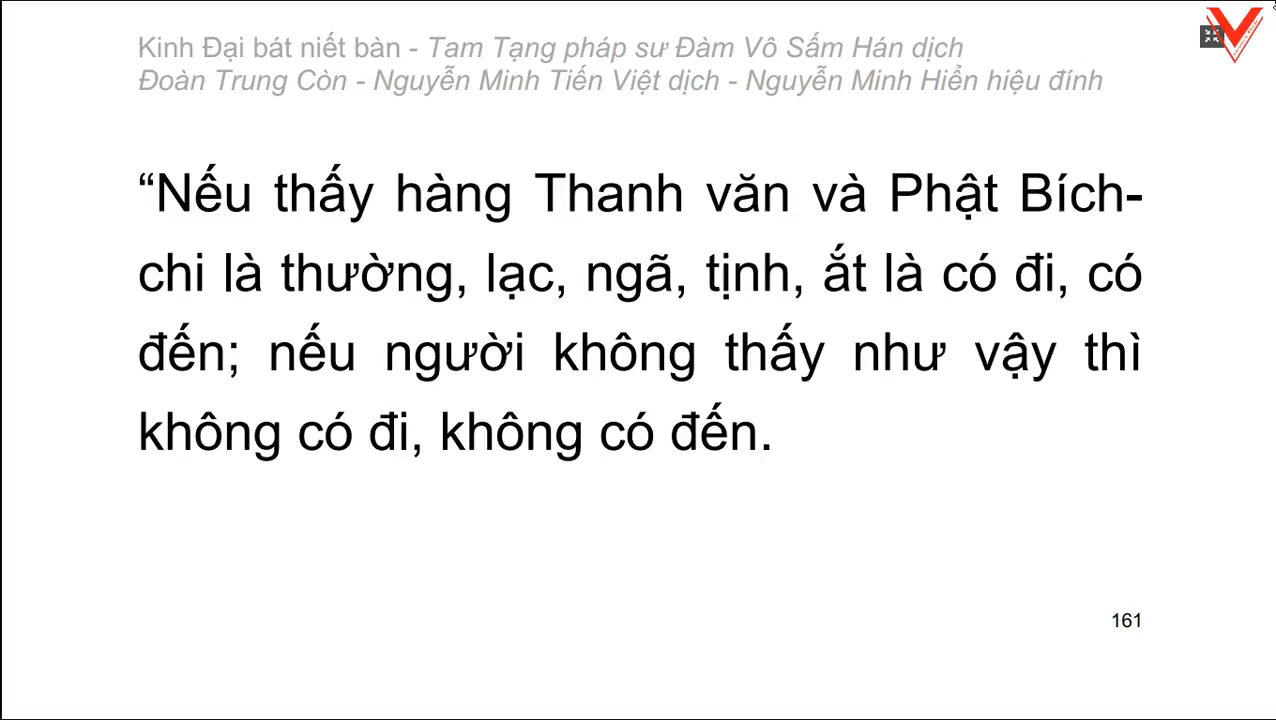 Kinh Đại bát niết bàn - Tam Tạng pháp sư Đàm Vô Sấm Hán dịch
Đoàn Trung Còn - Nguyễn Minh Tiến Việt dịch - Nguyễn Minh Hiển hiệu đính
“Nếu thấy hàng Thanh văn và Phật Bích-
chi là thường, lạc, ngã, tịnh, ắt là có đi, có
đến; nếu người không thấy như vậy thì
không có đi, không có đến.
161